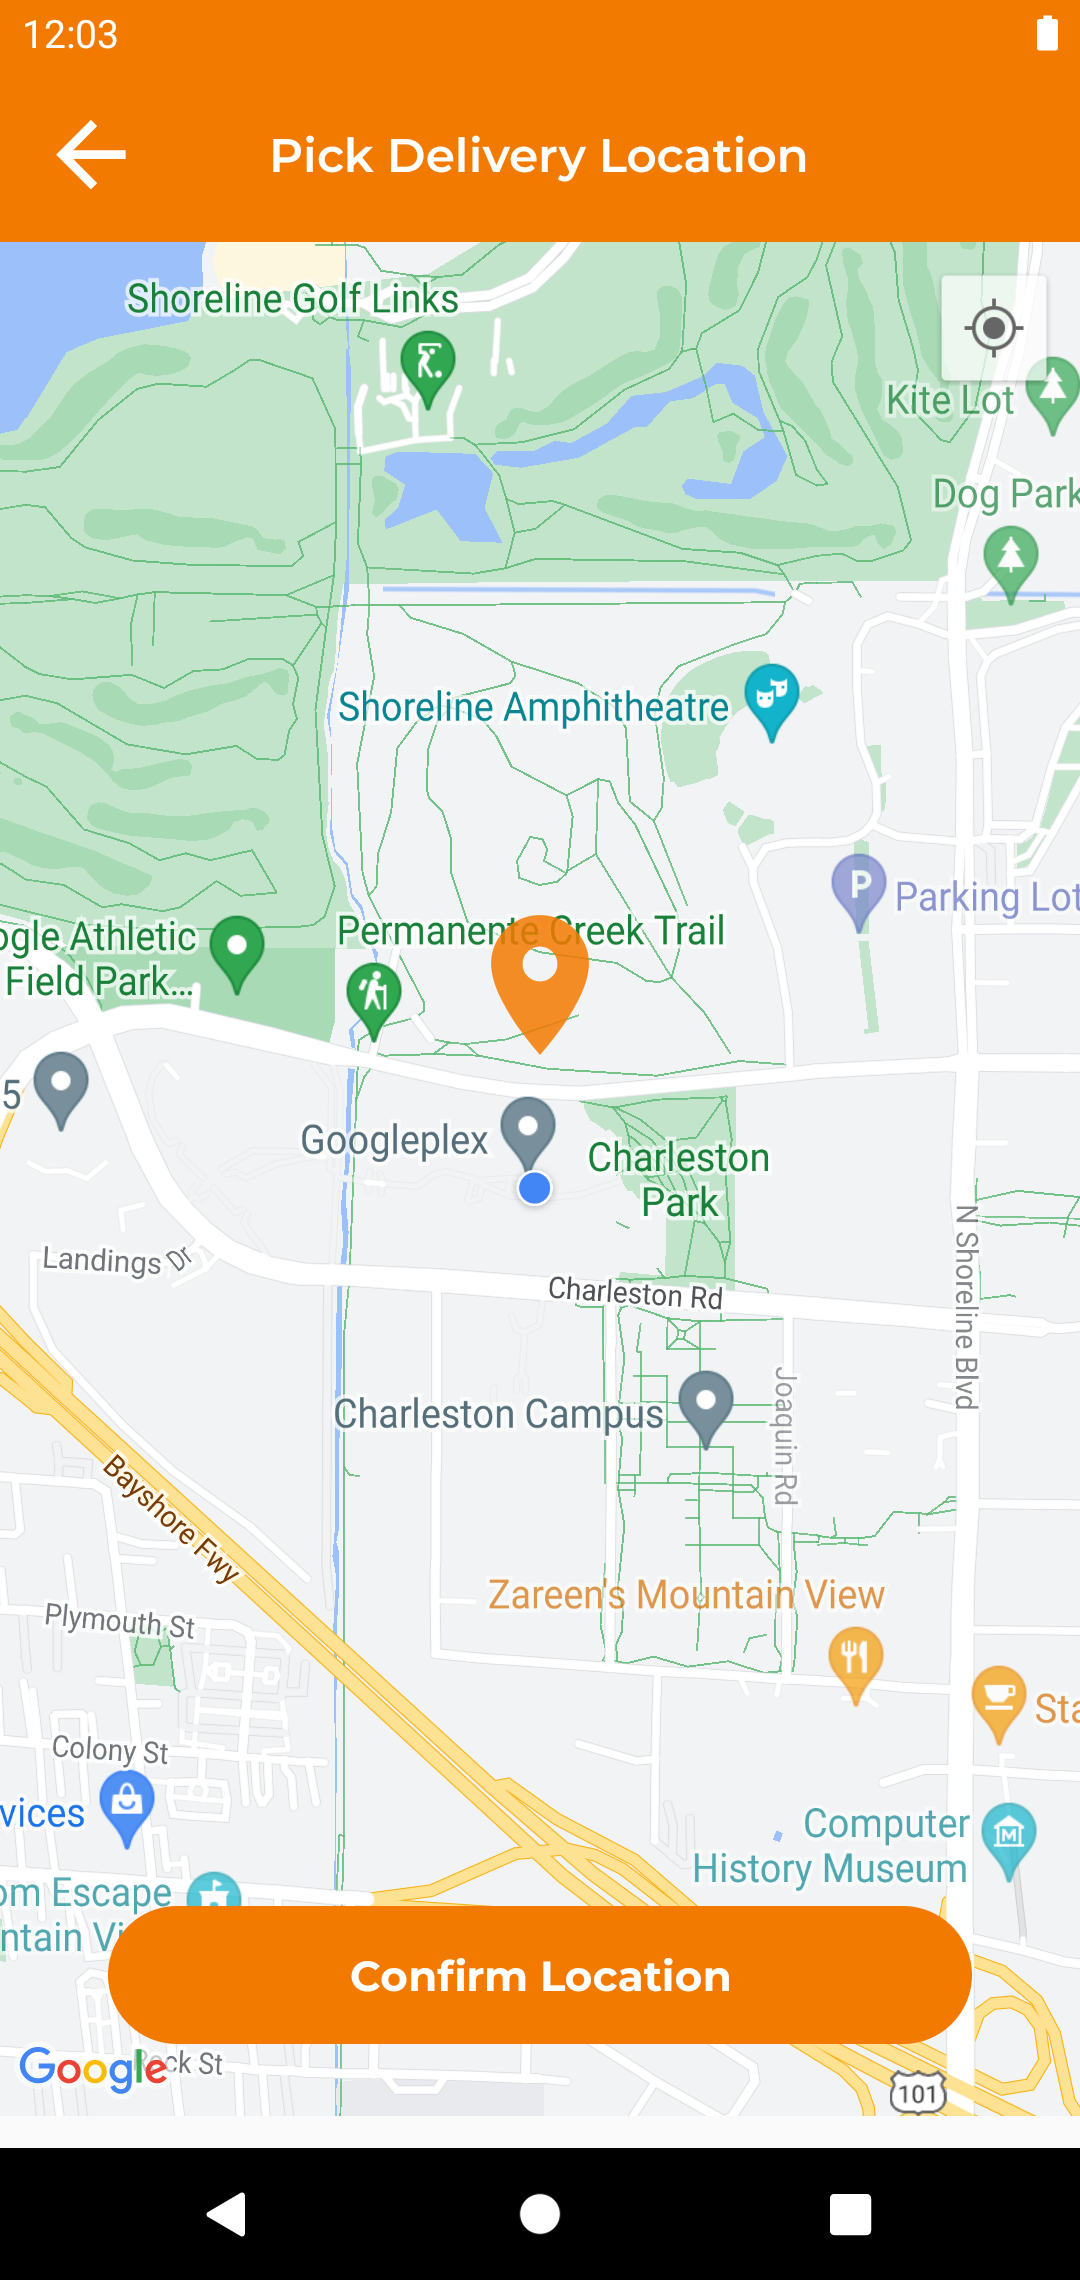 12:03
Pick Delivery Location
Shoreline Golf Links
Kite Lot
Dog Park
Shoreline Amphitheatre
P
Parking Lot
Permanente Creek Trail
ogle Athletic
Field Park...
5
Googleplex
Charleston
Park
N Shoreline Blvd
Landings Dr
Charleston Rd
Joaquin Rd
Charleston Campus
Bayshore Fwy
Zareen's Mountain View
Plymouth St
Sta
Colony St
vices
Computer
History Museum
M
om Escape
ntain Vi
Confirm Location
Google
ock St
101